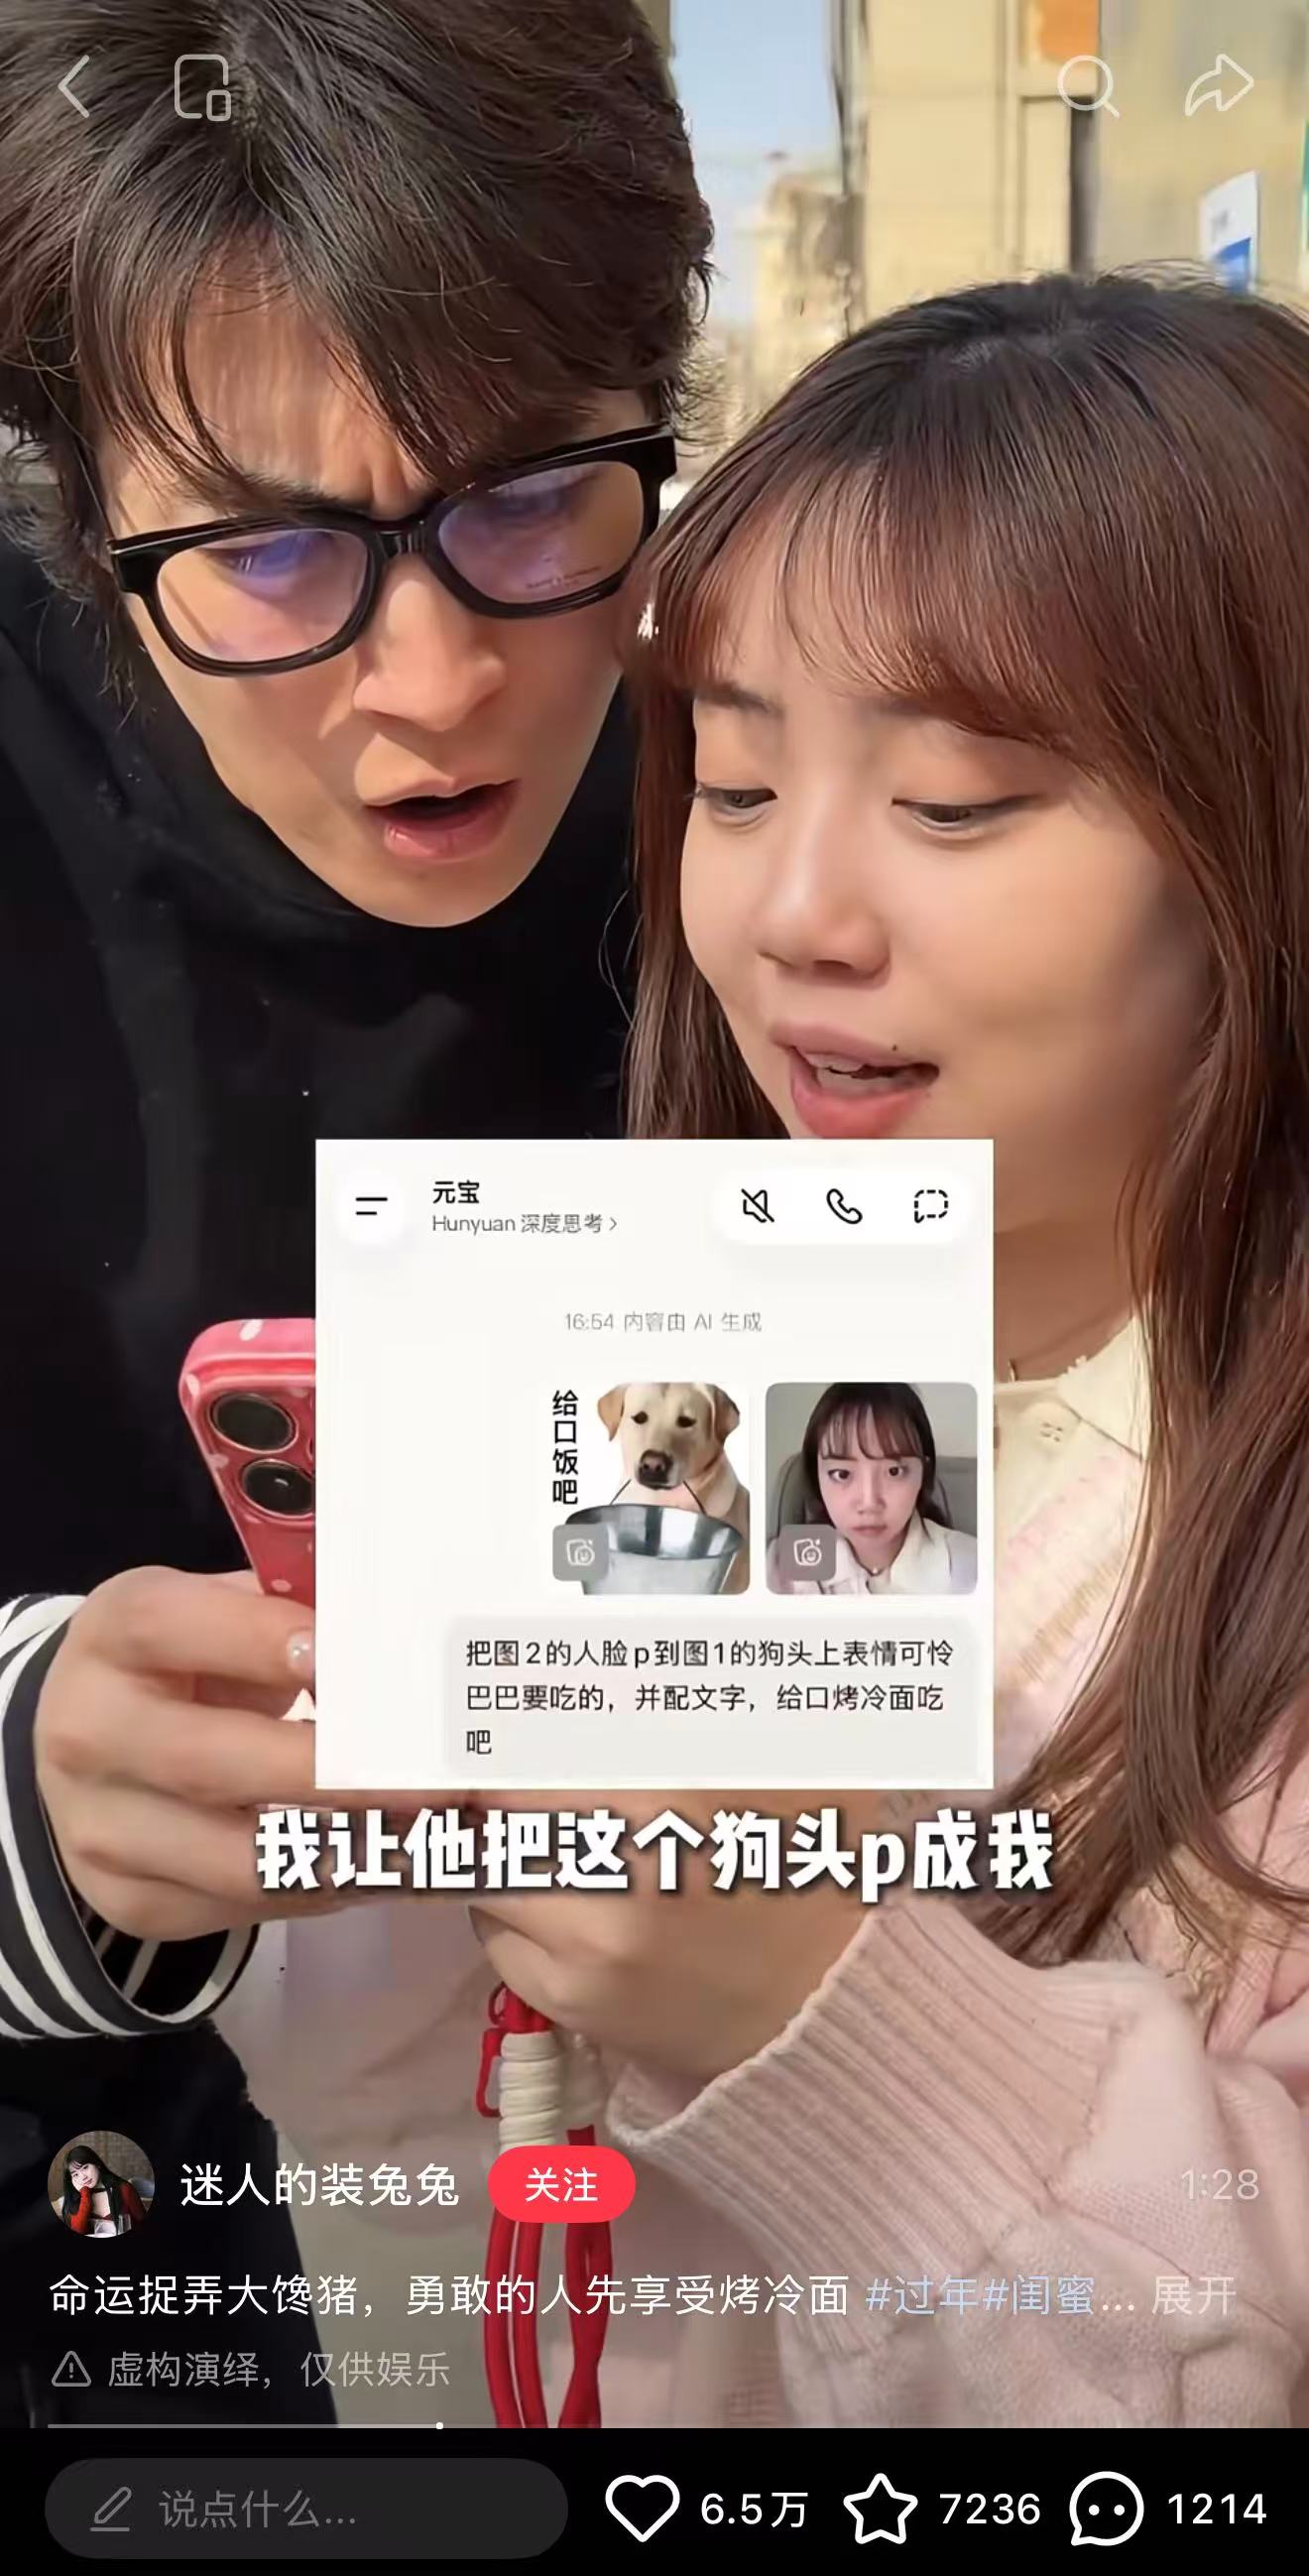 元宝
Hunyuan 深度思考 >
16:54 内容由 AI 生成
给口饭吧
把图2的人脸p到图1的狗头上表情可怜
巴巴要吃的，并配文字，给口烤冷面吃
吧
我让他把这个狗头p成我
迷人的装兔兔
关注
1:28
命运捉弄大馋猪，勇敢的人先享受烤冷面 #过年#闺蜜... 展开
虚构演绎，仅供娱乐
说点什么...
6.5万
7236
1214